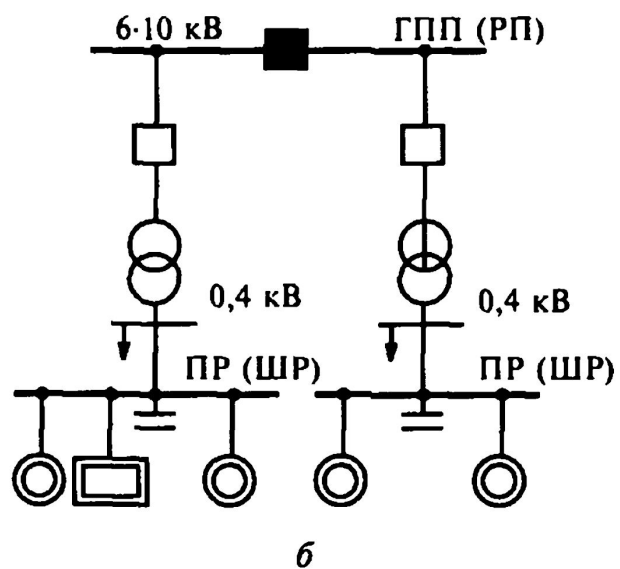 6·10 кВ ГПП (РП)
0,4 кВ 0,4 кВ
ПР (ШР) ПР (ШР)
б